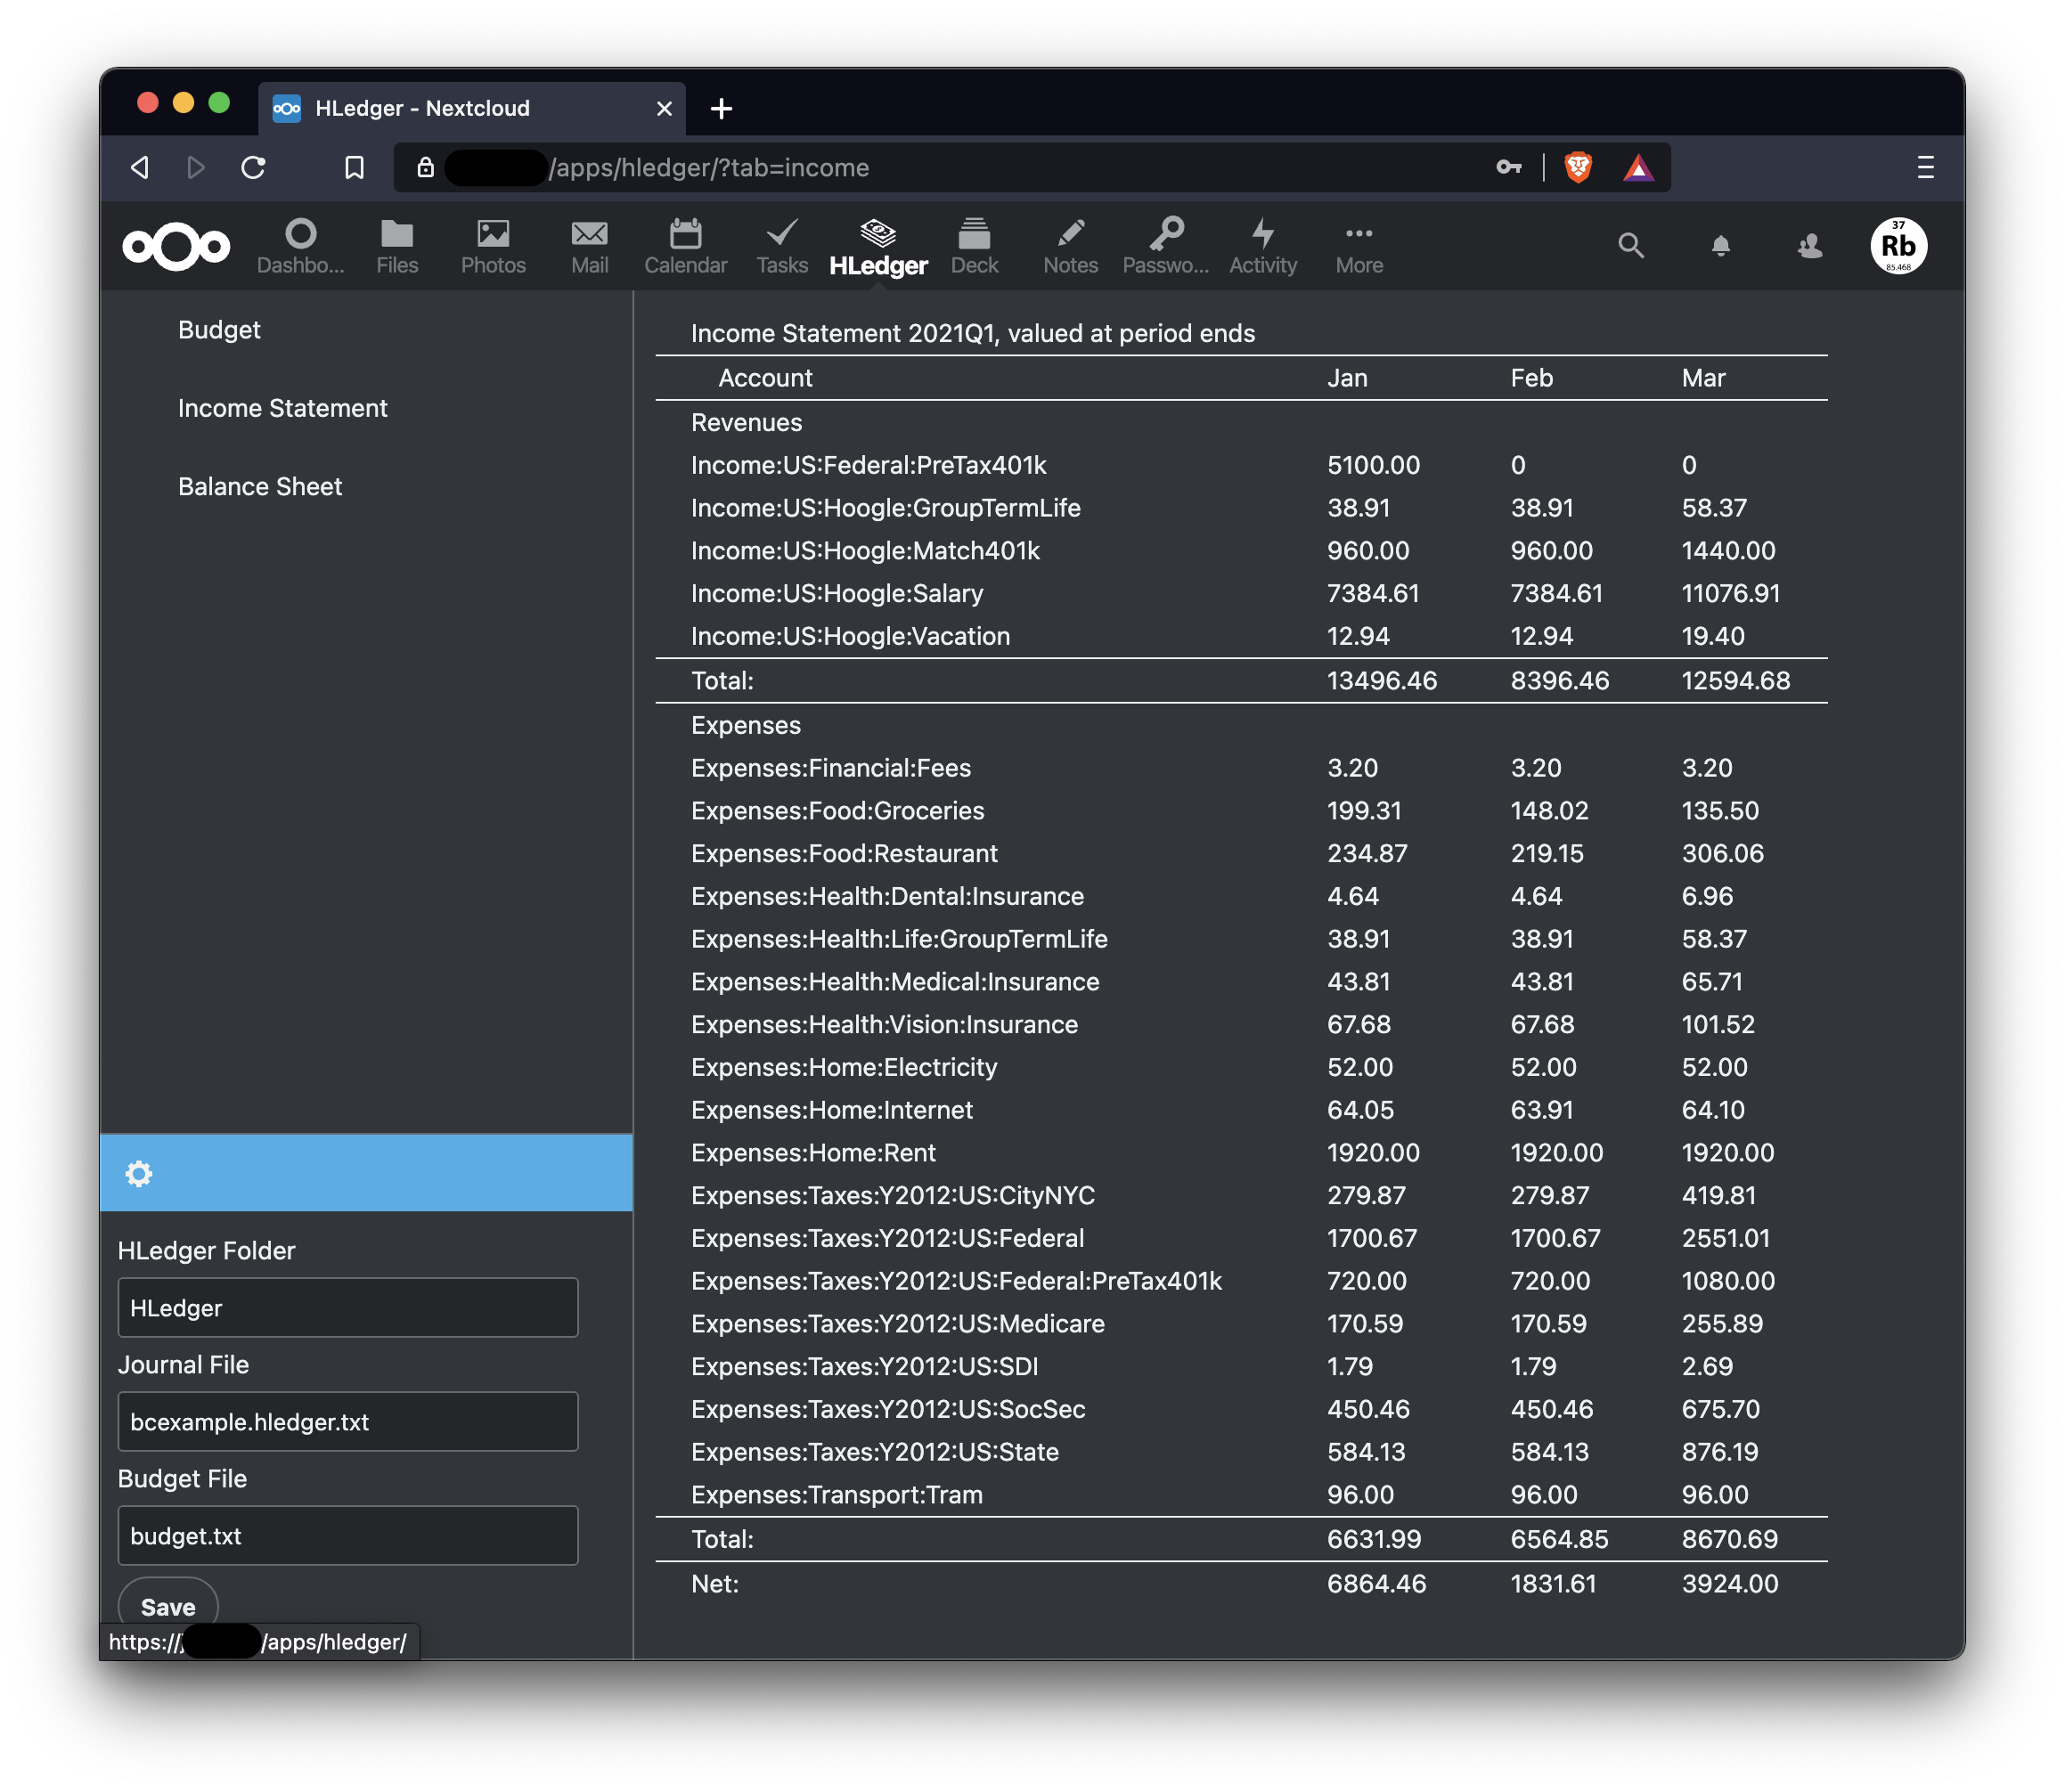 HLedger - Nextcloud
/apps/hledger/?tab=income
Dashbo... Files Photos Mail Calendar Tasks HLedger Deck Notes Passwo... Activity More
37
Rb
85.468
Budget
Income Statement
Balance Sheet
HLedger Folder
HLedger
Journal File
bcexample.hledger.txt
Budget File
budget.txt
Save
https:// /apps/hledger/
Income Statement 2021Q1, valued at period ends
Account Jan Feb Mar
Revenues
Income:US:Federal:PreTax401k 5100.00 0 0
Income:US:Hoogle:GroupTermLife 38.91 38.91 58.37
Income:US:Hoogle:Match401k 960.00 960.00 1440.00
Income:US:Hoogle:Salary 7384.61 7384.61 11076.91
Income:US:Hoogle:Vacation 12.94 12.94 19.40
Total: 13496.46 8396.46 12594.68
Expenses
Expenses:Financial:Fees 3.20 3.20 3.20
Expenses:Food:Groceries 199.31 148.02 135.50
Expenses:Food:Restaurant 234.87 219.15 306.06
Expenses:Health:Dental:Insurance 4.64 4.64 6.96
Expenses:Health:Life:GroupTermLife 38.91 38.91 58.37
Expenses:Health:Medical:Insurance 43.81 43.81 65.71
Expenses:Health:Vision:Insurance 67.68 67.68 101.52
Expenses:Home:Electricity 52.00 52.00 52.00
Expenses:Home:Internet 64.05 63.91 64.10
Expenses:Home:Rent 1920.00 1920.00 1920.00
Expenses:Taxes:Y2012:US:CityNYC 279.87 279.87 419.81
Expenses:Taxes:Y2012:US:Federal 1700.67 1700.67 2551.01
Expenses:Taxes:Y2012:US:Federal:PreTax401k 720.00 720.00 1080.00
Expenses:Taxes:Y2012:US:Medicare 170.59 170.59 255.89
Expenses:Taxes:Y2012:US:SDI 1.79 1.79 2.69
Expenses:Taxes:Y2012:US:SocSec 450.46 450.46 675.70
Expenses:Taxes:Y2012:US:State 584.13 584.13 876.19
Expenses:Transport:Tram 96.00 96.00 96.00
Total: 6631.99 6564.85 8670.69
Net: 6864.46 1831.61 3924.00